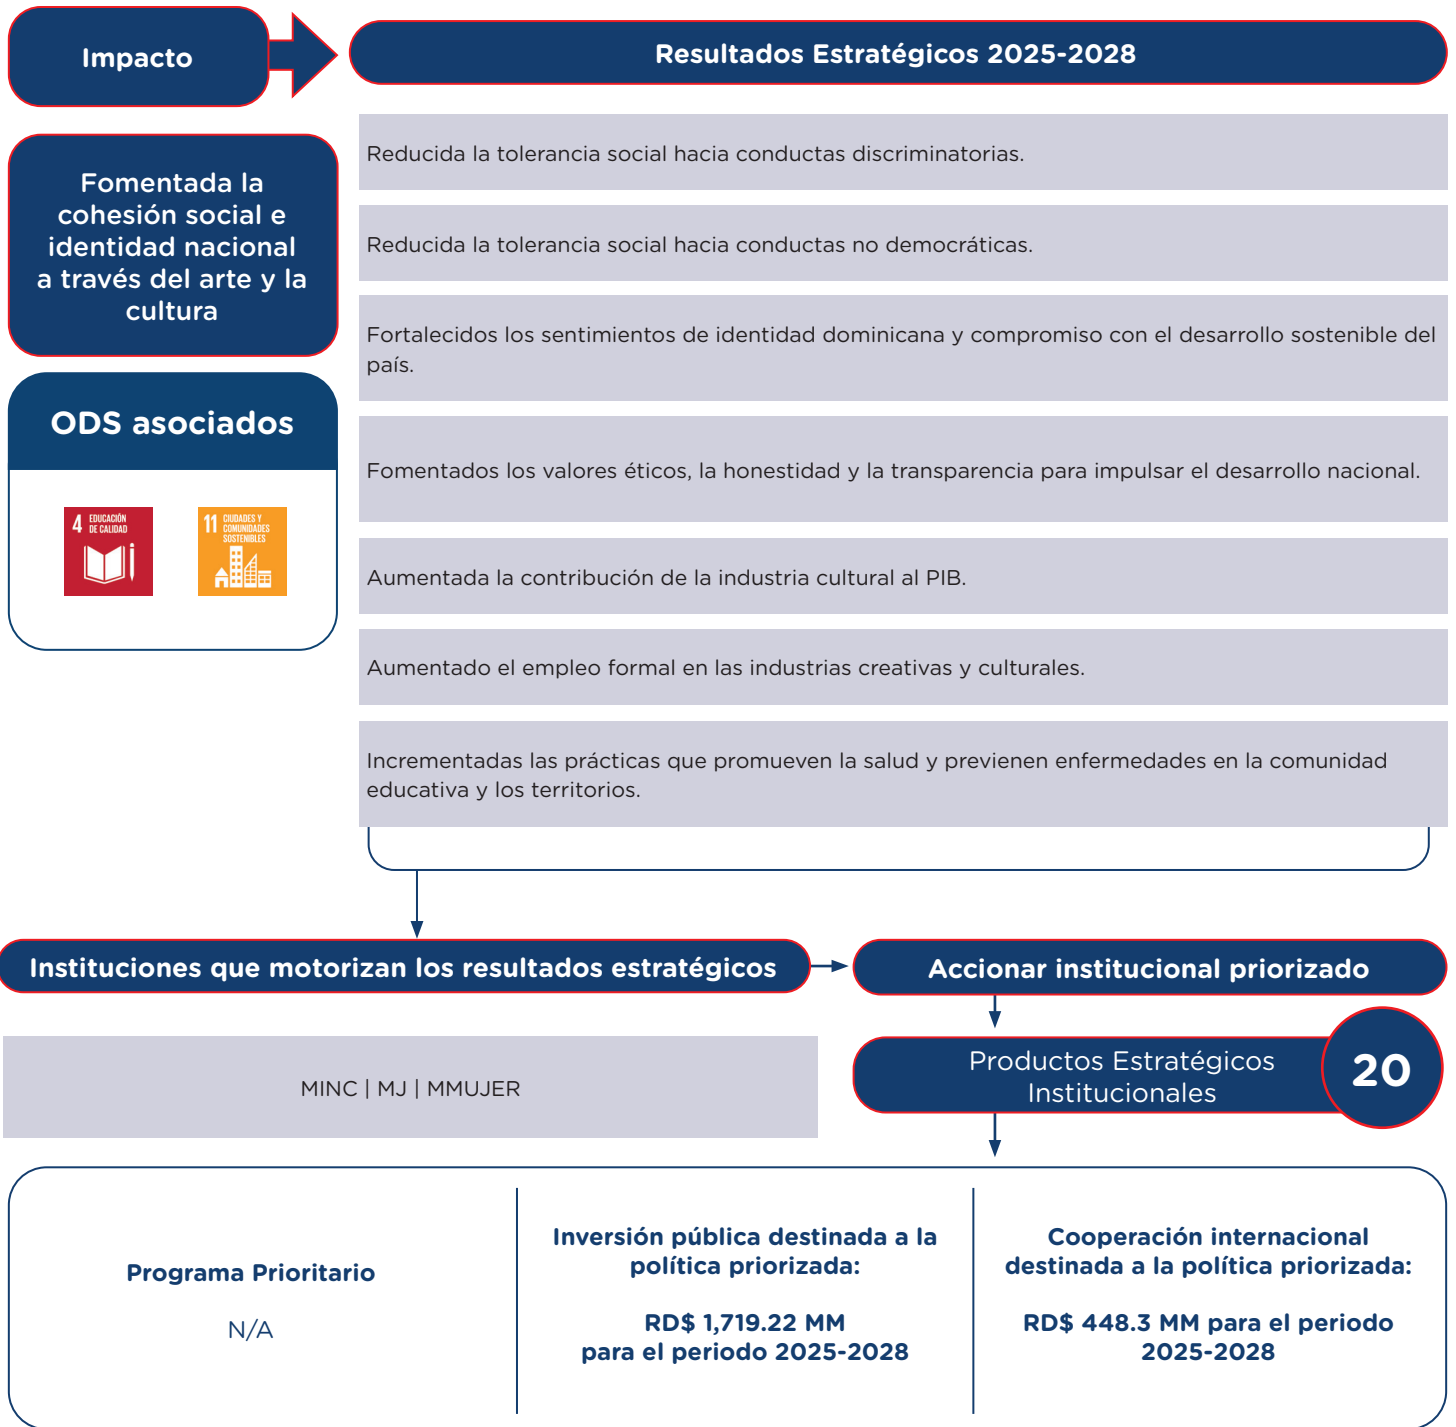 Impacto
Resultados Estratégicos 2025-2028
Fomentada la
cohesión social e
identidad nacional
a través del arte y la
cultura
ODS asociados
4 EDUCACIÓN
DE CALIDAD
11 CIUDADES Y
COMUNIDADES
SOSTENIBLES
Reducida la tolerancia social hacia conductas discriminatorias.
Reducida la tolerancia social hacia conductas no democráticas.
Fortalecidos los sentimientos de identidad dominicana y compromiso con el desarrollo sostenible del
país.
Fomentados los valores éticos, la honestidad y la transparencia para impulsar el desarrollo nacional.
Aumentada la contribución de la industria cultural al PIB.
Aumentado el empleo formal en las industrias creativas y culturales.
Incrementadas las prácticas que promueven la salud y previenen enfermedades en la comunidad
educativa y los territorios.
Instituciones que motorizan los resultados estratégicos
Accionar institucional priorizado
MINC | MJ | MMUJER
Productos Estratégicos
Institucionales
20
Programa Prioritario
N/A
Inversión pública destinada a la
política priorizada:
RD$ 1,719.22 MM
para el periodo 2025-2028
Cooperación internacional
destinada a la política priorizada:
RD$ 448.3 MM para el periodo
2025-2028